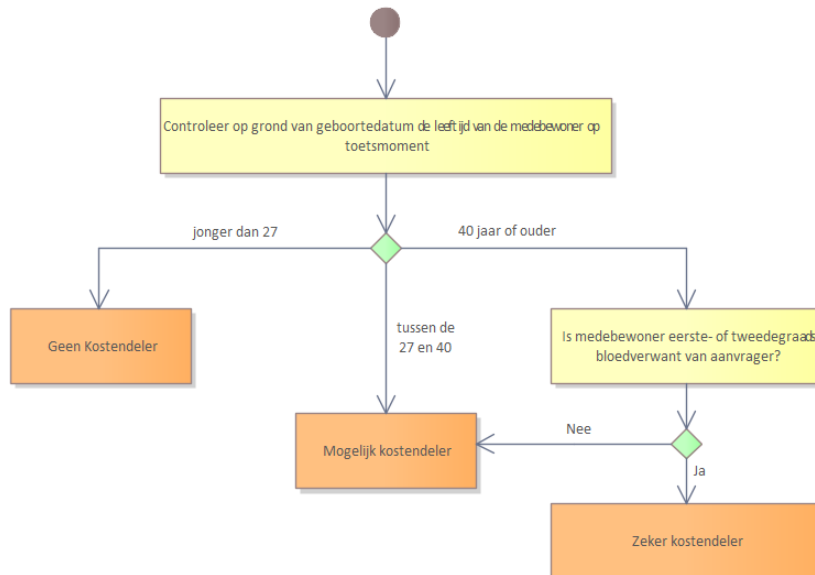 Controleer op grond van geboortedatum de leeftijd van de medebewoner op
toetsmoment
jonger dan 27
40 jaar of ouder
Geen Kostendeler
tussen de
27 en 40
Is medebewoner eerste- of tweedegraads
bloedverwant van aanvrager?
Mogelijk kostendeler
Nee
Ja
Zeker kostendeler